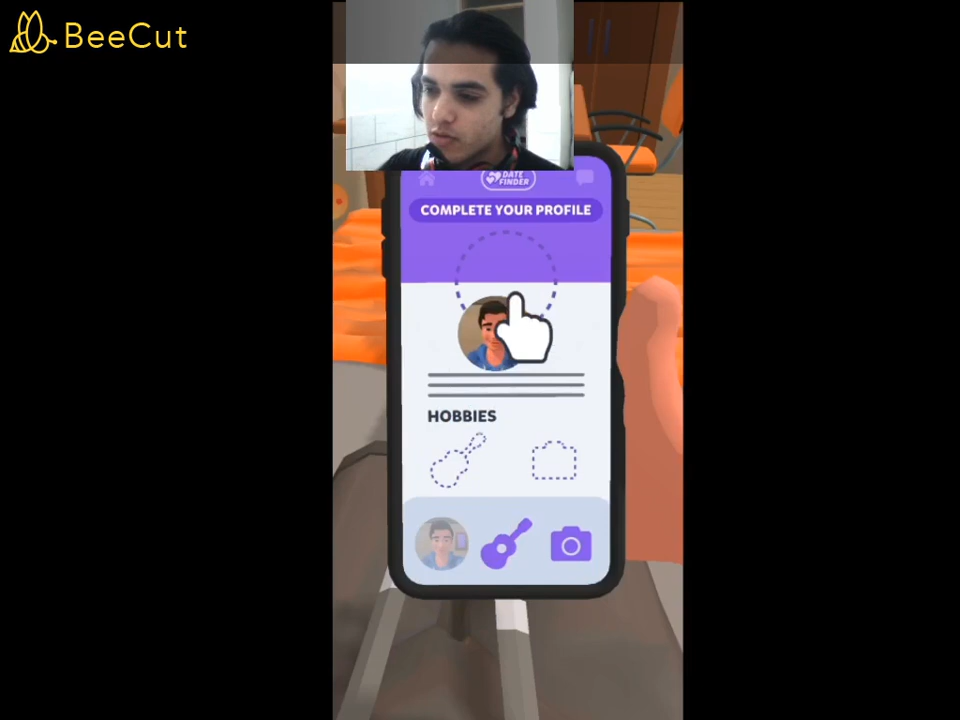 BeeCut
DATE
FINDER
COMPLETE YOUR PROFILE
HOBBIES